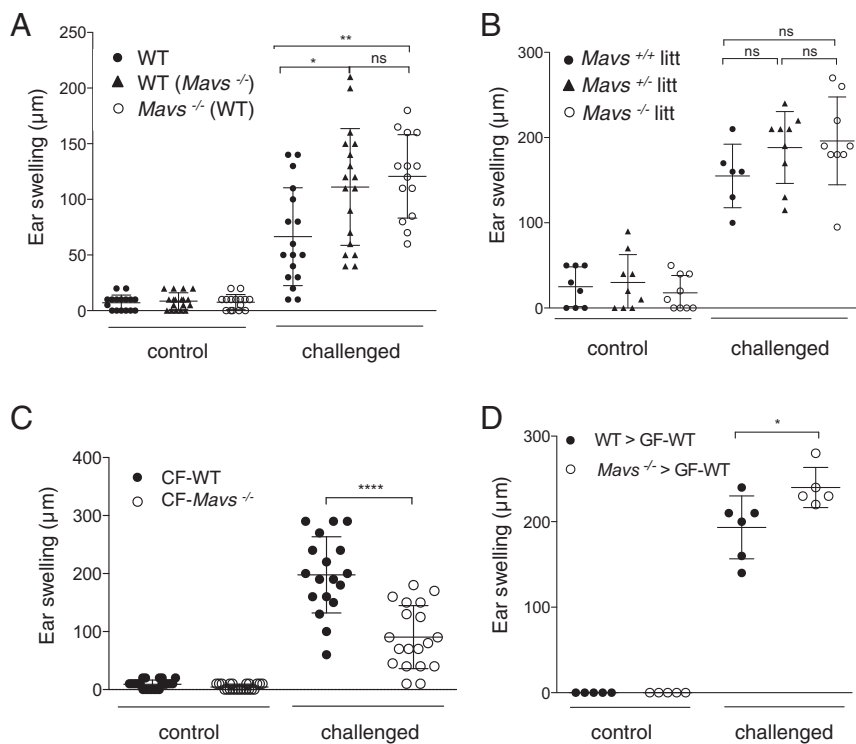 A
Ear swelling (μm)
250
200
150
100
50
0
WT
WT (Mavs -/-)
Mavs -/- (WT)
**
*
ns
control
challenged
B
Ear swelling (μm)
300
200
100
0
Mavs +/+ litt
Mavs +/- litt
Mavs -/- litt
ns
ns
ns
control
challenged
C
Ear swelling (μm)
400
300
200
100
0
CF-WT
CF-Mavs -/-
****
control
challenged
D
Ear swelling (μm)
300
200
100
0
WT > GF-WT
Mavs -/- > GF-WT
*
control
challenged